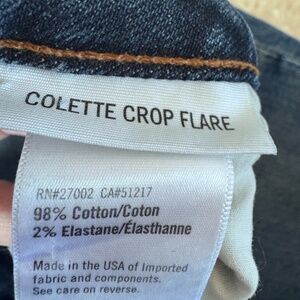 COLETTE CROP FLARE
RN#27002 CA#51217
98% Cotton/Coton
2% Elastane/Élasthanne
Made in the USA of Imported
fabric and components.
See care on reverse.